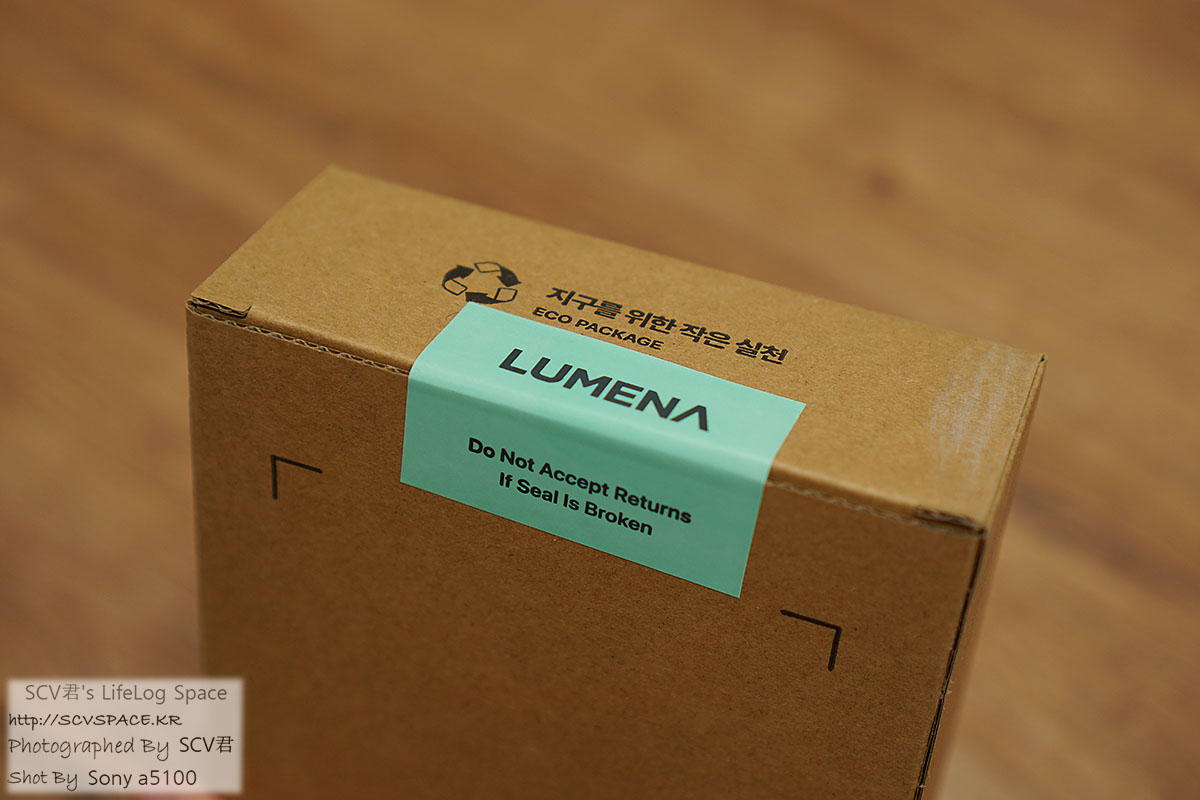 지구를 위한 작은 실천
ECO PACKAGE
LUMENA
Do Not Accept Returns
If Seal Is Broken
SCV君's LifeLog Space
http://SCVSPACE.KR
Photographed By SCV君
Shot By Sony a5100